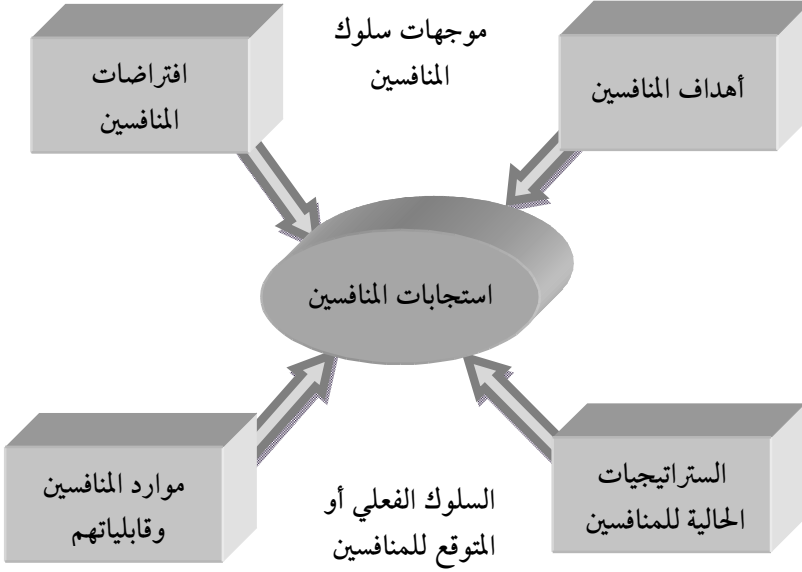 موجهات سلوك
المنافسين
أهداف المنافسين
افتراضات
المنافسين
استجابات المنافسين
الستراتيجيات
الحالية للمنافسين
السلوك الفعلي أو
المتوقع للمنافسين
موارد المنافسين
وقابلياتهم